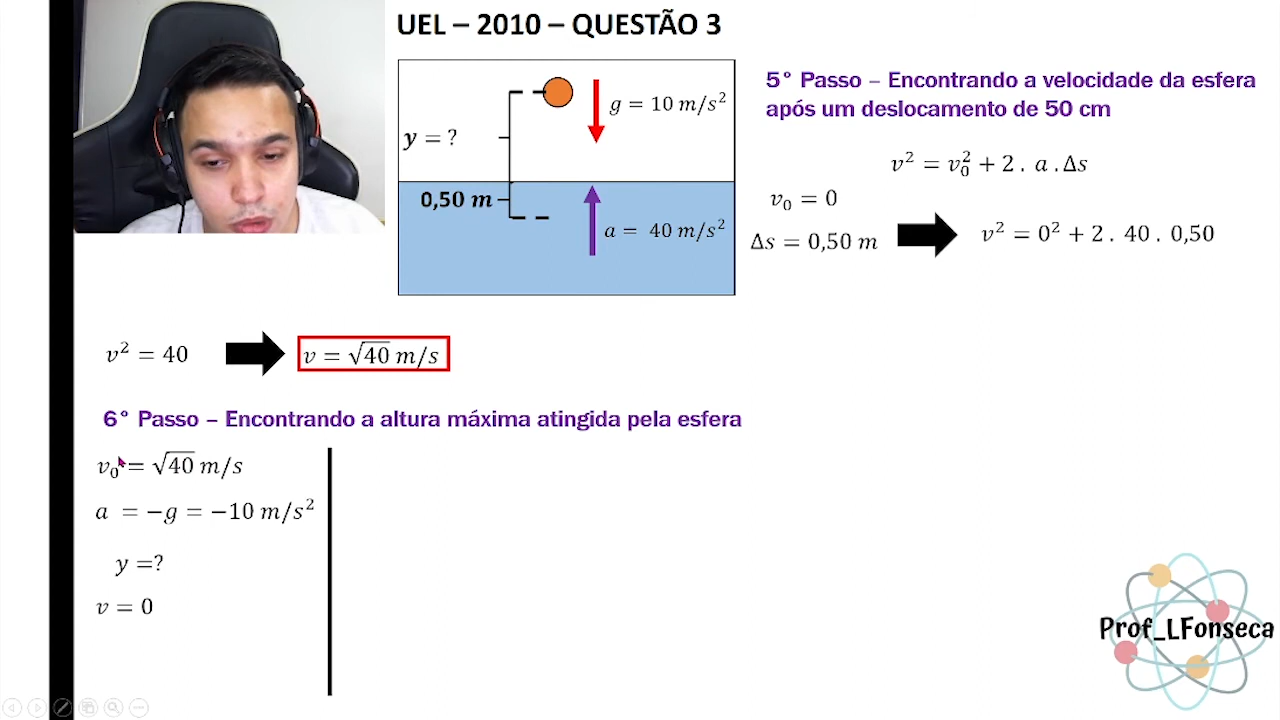 UEL – 2010 – QUESTÃO 3
g = 10 m/s²
y = ?
0,50 m
a = 40 m/s²
5° Passo – Encontrando a velocidade da esfera
após um deslocamento de 50 cm
v² = v₀² + 2 . a . Δs
v₀ = 0
Δs = 0,50 m
v² = 0² + 2 . 40 . 0,50
v² = 40
v = √40 m/s
6° Passo – Encontrando a altura máxima atingida pela esfera
v₀ = √40 m/s
a = −g = −10 m/s²
y =?
v = 0
Prof_LFonseca